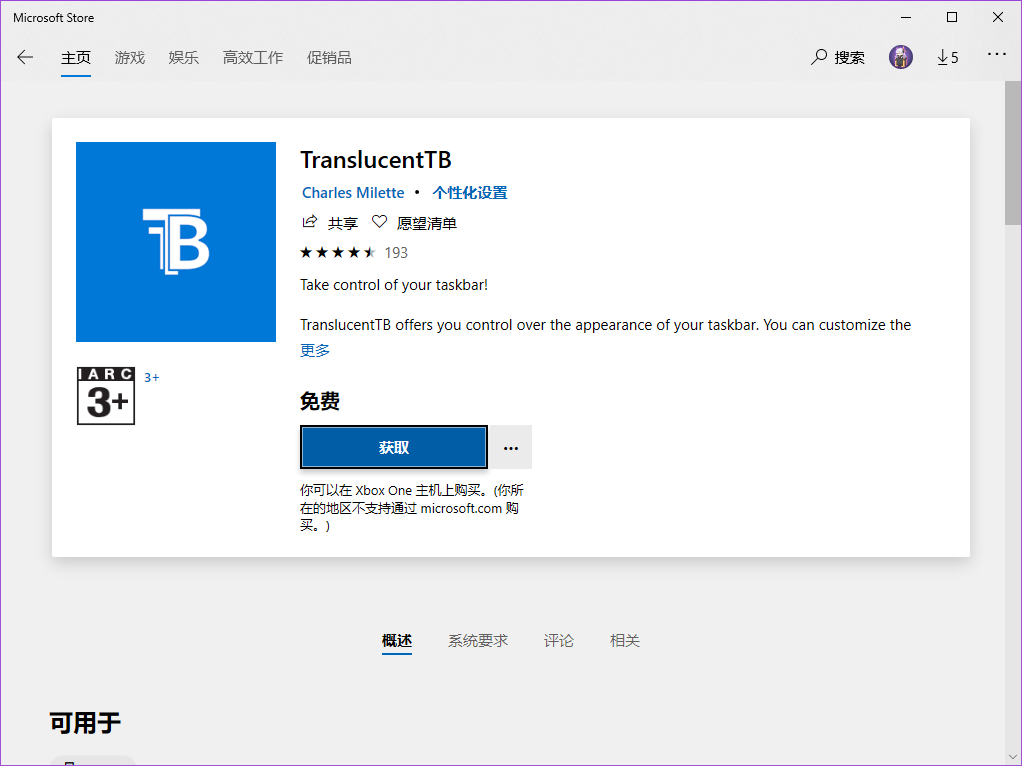 Microsoft Store
主页 游戏 娱乐 高效工作 促销品 搜索 5
TB
TranslucentTB
Charles Milette • 个性化设置
共享 愿望清单
193
Take control of your taskbar!
TranslucentTB offers you control over the appearance of your taskbar. You can customize the
更多
IARC
3+
3+
免费
获取
你可以在 Xbox One 主机上购买。(你所
在的地区不支持通过 microsoft.com 购
买。)
概述 系统要求 评论 相关
可用于